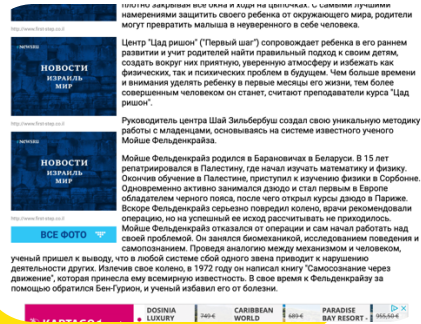 плотно закрывая все окна и ходя на цыпочках. С самыми лучшими
намерениями защитить своего ребенка от окружающего мира, родители
могут превратить малыша в неуверенного в себе человека.
Центр "Цад ришон" ("Первый шаг") сопровождает ребенка в его раннем
развитии и учит родителей найти правильный подход к своим детям,
создать вокруг них приятную, уверенную атмосферу и избежать как
физических, так и психических проблем в будущем. Чем больше времени
и внимания уделять ребенку в первые месяцы его жизни, тем более
совершенным человеком он станет, считают преподаватели курса "Цад
ришон".
НОВОСТИ
ИЗРАИЛЬ
МИР
Руководитель центра Шай Зильбербуш создал свою уникальную методику
работы с младенцами, основываясь на системе известного ученого
Мойше Фельденкрайза.
НОВОСТИ
ИЗРАИЛЬ
МИР
ВСЕ ФОТО
Мойше Фельденкрайз родился в Барановичах в Беларуси. В 15 лет
репатриировался в Палестину, где начал изучать математику и физику.
Окончив обучение в Палестине, приступил к изучению физики в Сорбонне.
Одновременно активно занимался дзюдо и стал первым в Европе
обладателем черного пояса, после чего открыл курсы дзюдо в Париже.
Вскоре Фельденкрайз серьезно повредил колено, врачи рекомендовали
операцию, но на успешный ее исход рассчитывать не приходилось.
Мойше Фельденкрайз отказался от операции и сам начал работать над
своей проблемой. Он занялся биомеханикой, исследованием поведения и
самопознанием. Проведя аналогию между механизмом и человеком,
ученый пришел к выводу, что в любой системе сбой одного звена приводит к нарушению
деятельности других. Излечив свое колено, в 1972 году он написал книгу "Самосознание через
движение", которая принесла ему всемирную известность. В свое время к Фельденкрайзу за
помощью обратился Бен-Гурион, и ученый избавил его от болезни.
DOSINIA
LUXURY
749 €
CARIBBEAN
WORLD
689 €
PARADISE
BAY RESORT -
955,50 €